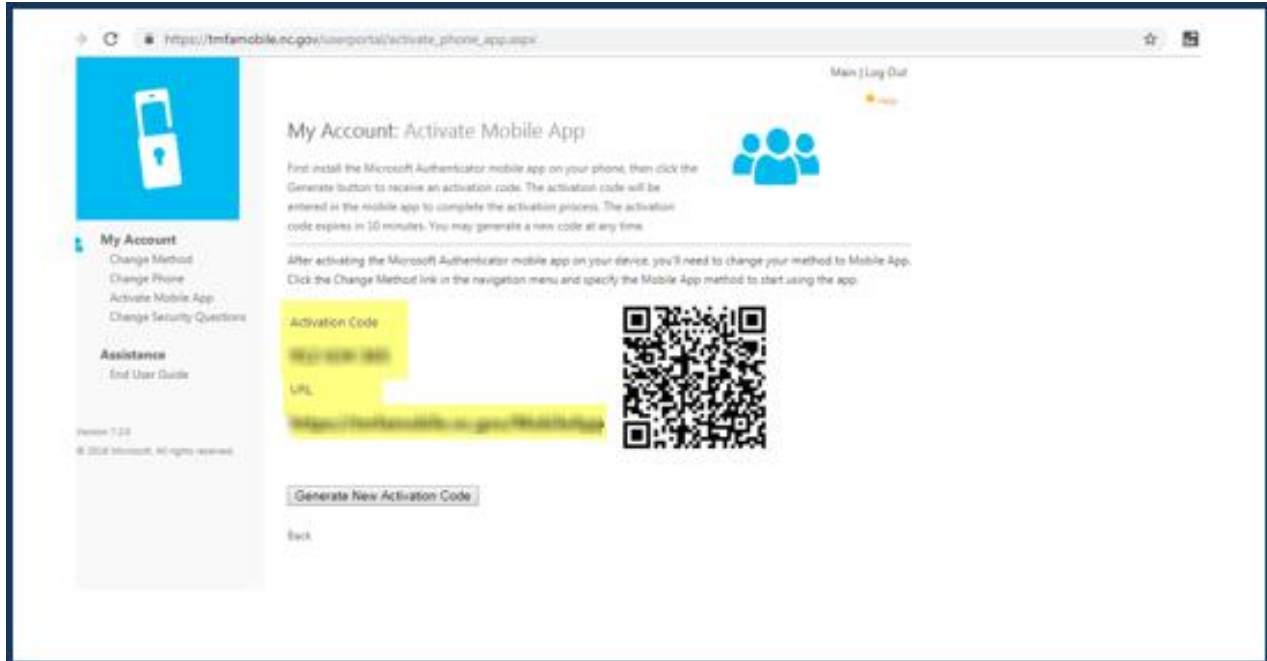 https://tmfamobile.nc.gov/userportal/activate_phone_app.aspx
Main | Log Out
Help
My Account: Activate Mobile App
First install the Microsoft Authenticator mobile app on your phone, then click the
Generate button to receive an activation code. The activation code will be
entered in the mobile app to complete the activation process. The activation
code expires in 10 minutes. You may generate a new code at any time.
After activating the Microsoft Authenticator mobile app on your device, you'll need to change your method to Mobile App.
Click the Change Method link in the navigation menu and specify the Mobile App method to start using the app.
My Account
Change Method
Change Phone
Activate Mobile App
Change Security Questions
Assistance
End User Guide
Activation Code
URL
Generate New Activation Code
Back
Microsoft. All rights reserved.